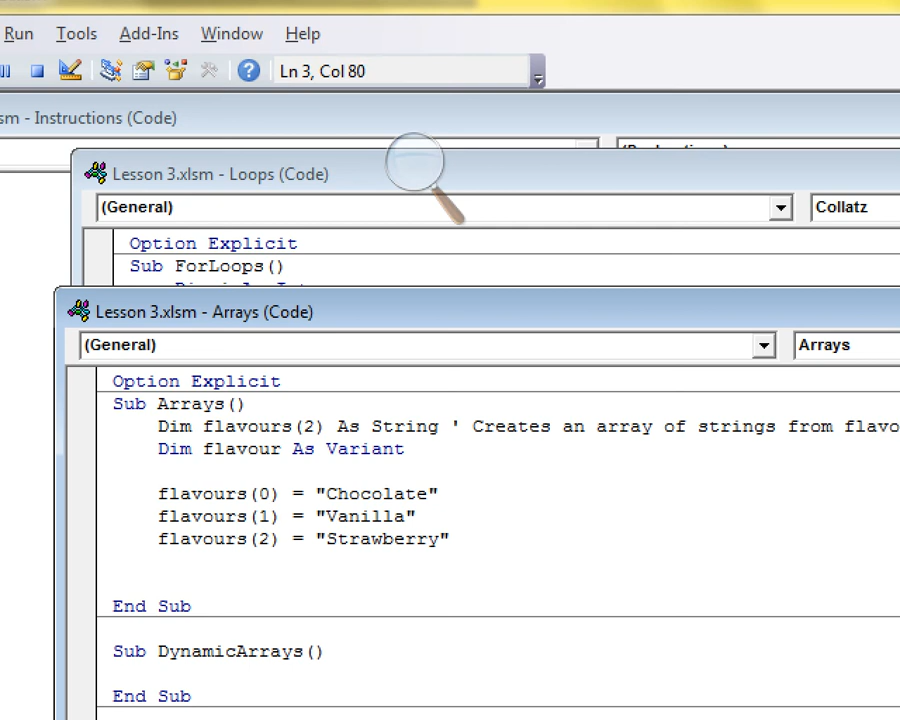 Run Tools Add-Ins Window Help
Ln 3, Col 80
sm - Instructions (Code)
Lesson 3.xlsm - Loops (Code)
(General) Collatz
Option Explicit
Sub ForLoops()
Lesson 3.xlsm - Arrays (Code)
(General) Arrays
Option Explicit
Sub Arrays()
Dim flavours(2) As String ' Creates an array of strings from flavo
Dim flavour As Variant
flavours(0) = "Chocolate"
flavours(1) = "Vanilla"
flavours(2) = "Strawberry"
End Sub
Sub DynamicArrays()
End Sub